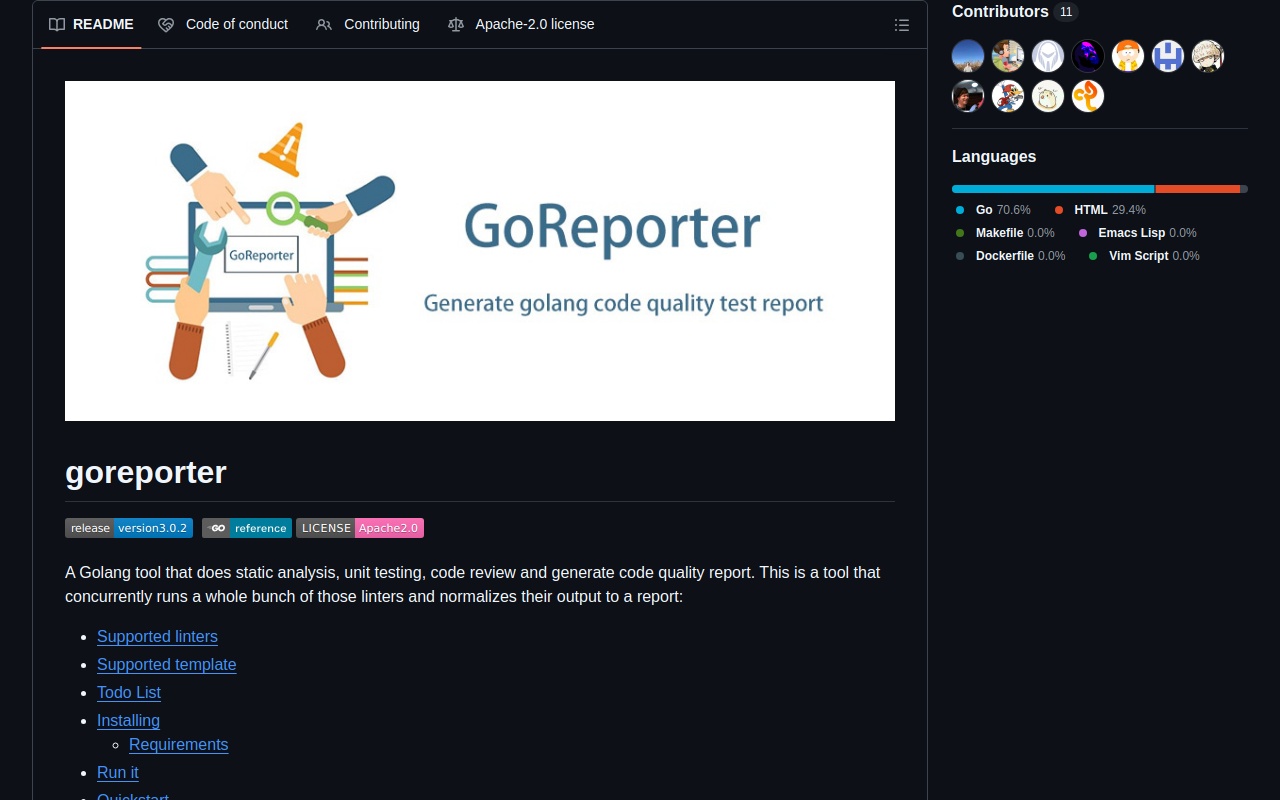 README
Code of conduct
Contributing
Apache-2.0 license
GoReporter
GoReporter
Generate golang code quality test report
goreporter
release version3.0.2
GO reference
LICENSE Apache2.0
A Golang tool that does static analysis, unit testing, code review and generate code quality report. This is a tool that
concurrently runs a whole bunch of those linters and normalizes their output to a report:
Supported linters
Supported template
Todo List
Installing
Requirements
Run it
Quickstart
Contributors 11
Languages
Go 70.6%
HTML 29.4%
Makefile 0.0%
Emacs Lisp 0.0%
Dockerfile 0.0%
Vim Script 0.0%